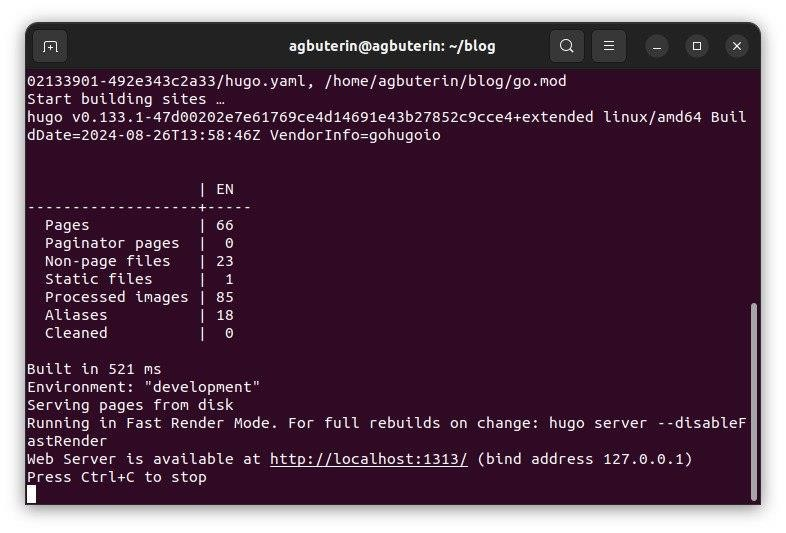 agbuterin@agbuterin: ~/blog
02133901-492e343c2a33/hugo.yaml, /home/agbuterin/blog/go.mod
Start building sites …
hugo v0.133.1-47d00202e7e61769ce4d14691e43b27852c9cce4+extended linux/amd64 Buil
dDate=2024-08-26T13:58:46Z VendorInfo=gohugoio
                   | EN
-------------------+-----
  Pages            | 66
  Paginator pages  |  0
  Non-page files   | 23
  Static files     |  1
  Processed images | 85
  Aliases          | 18
  Cleaned          |  0
Built in 521 ms
Environment: "development"
Serving pages from disk
Running in Fast Render Mode. For full rebuilds on change: hugo server --disableF
astRender
Web Server is available at http://localhost:1313/ (bind address 127.0.0.1)
Press Ctrl+C to stop